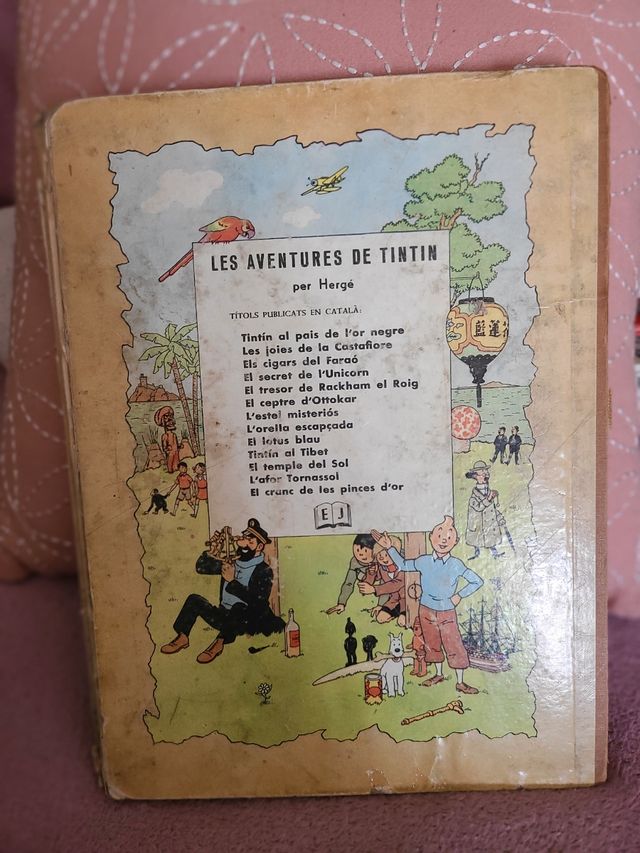 LES AVENTURES DE TINTIN
per Hergé
TÍTOLS PUBLICATS EN CATALÀ:
Tintín al pais de l'or negre
Les joies de la Castafiore
Els cigars del Faraó
El secret de l'Unicorn
El tresor de Rackham el Roig
El ceptre d'Ottokar
L'estel misteriós
L'orella escapçada
El lotus blau
Tintín al Tibet
El temple del Sol
L'afer Tornassol
El cranc de les pinces d'or
E J